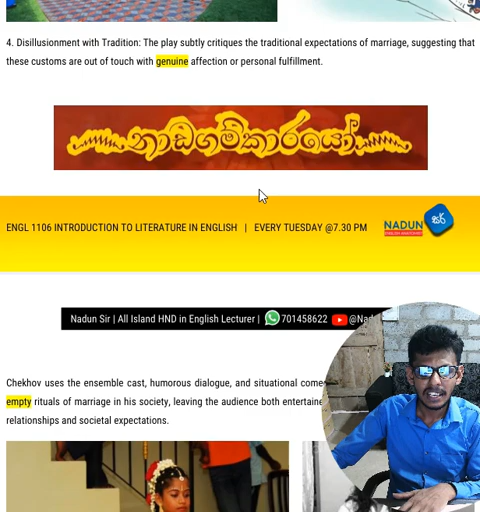 4. Disillusionment with Tradition: The play subtly critiques the traditional expectations of marriage, suggesting that
these customs are out of touch with genuine affection or personal fulfillment.
නාඩගම්කාරයෝ
ENGL 1106 INTRODUCTION TO LITERATURE IN ENGLISH | EVERY TUESDAY @7.30 PM
NADUN සර්
Nadun Sir | All Island HND in English Lecturer | 701458622 @Nad
Chekhov uses the ensemble cast, humorous dialogue, and situational come
empty rituals of marriage in his society, leaving the audience both entertaine
relationships and societal expectations.